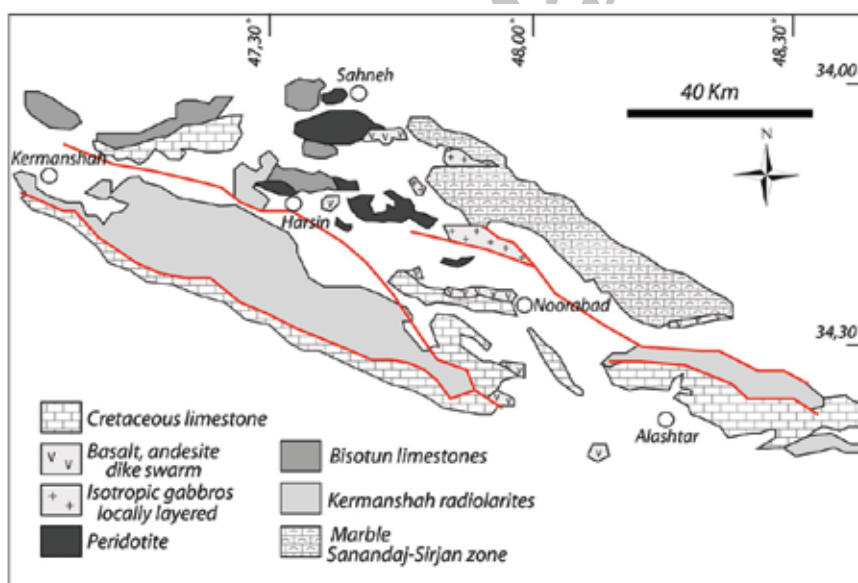 47,30°
48,00°
48,30°
34,00
Sahneh
40 Km
N
Kermanshah
Harsin
Noorabad
34,30
Alashtar
Cretaceous limestone
Basalt, andesite
dike swarm
Isotropic gabbros
locally layered
Peridotite
Bisotun limestones
Kermanshah radiolarites
Marble
Sanandaj-Sirjan zone